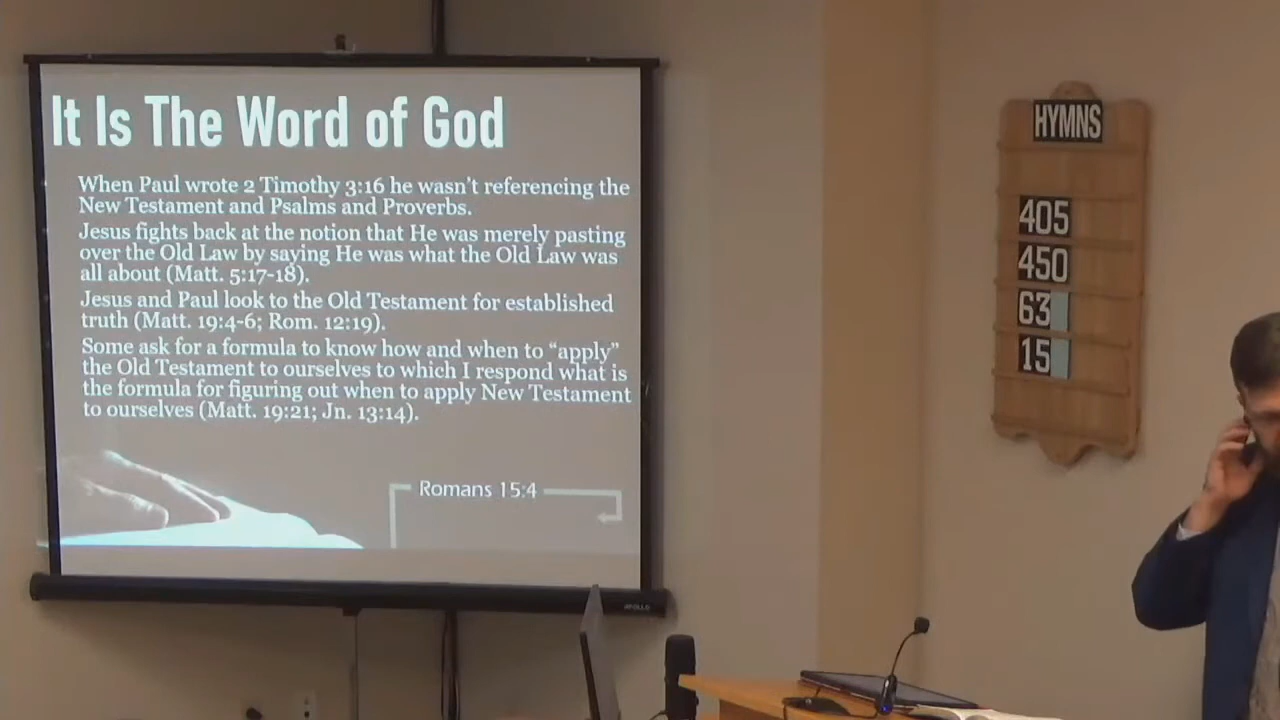 It Is The Word of God
When Paul wrote 2 Timothy 3:16 he wasn't referencing the
New Testament and Psalms and Proverbs.
Jesus fights back at the notion that He was merely pasting
over the Old Law by saying He was what the Old Law was
all about (Matt. 5:17-18).
Jesus and Paul look to the Old Testament for established
truth (Matt. 19:4-6; Rom. 12:19).
Some ask for a formula to know how and when to “apply”
the Old Testament to ourselves to which I respond what is
the formula for figuring out when to apply New Testament
to ourselves (Matt. 19:21; Jn. 13:14).
Romans 15:4
APOLLO
HYMNS
405
450
63
15